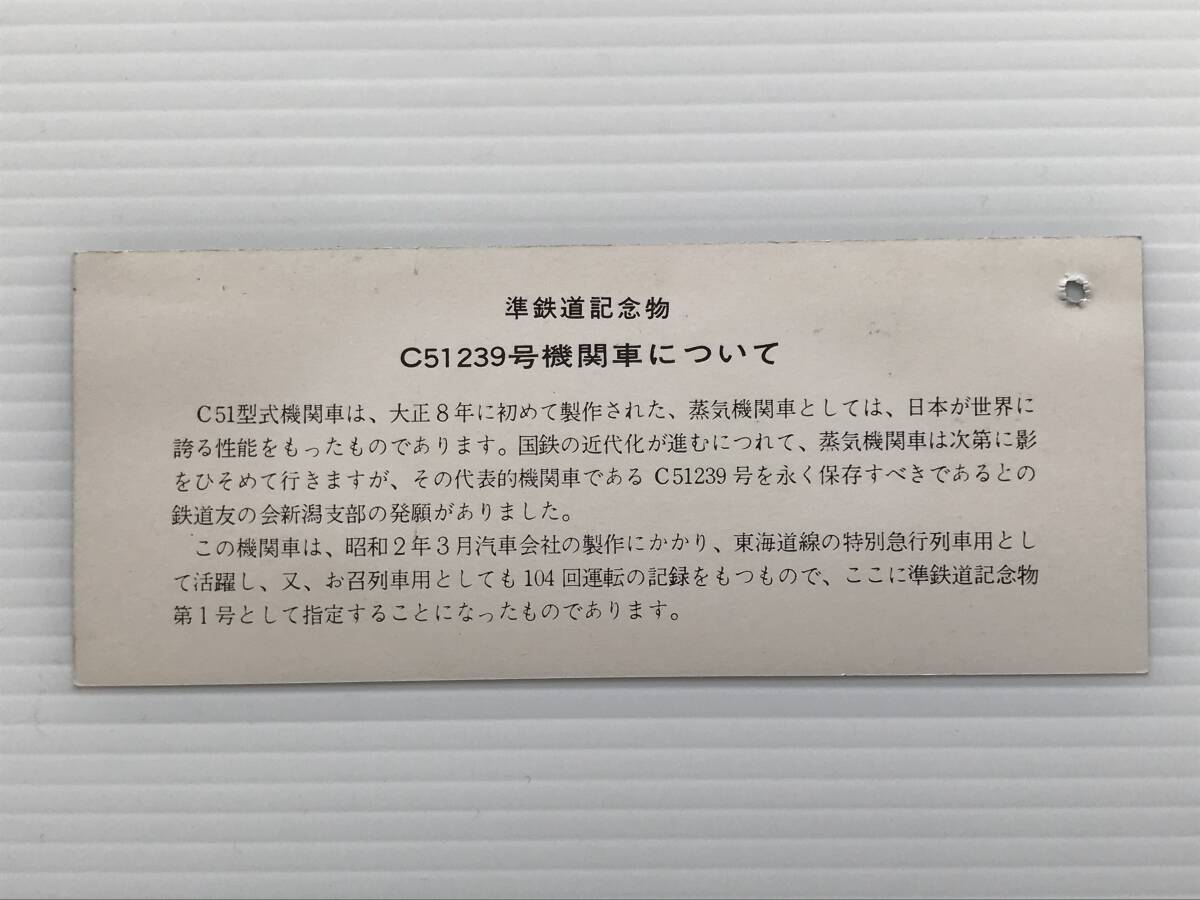 準鉄道記念物
C51239号機関車について
C51型式機関車は、大正8年に初めて製作された、蒸気機関車としては、日本が世界に
誇る性能をもったものであります。国鉄の近代化が進むにつれて、蒸気機関車は次第に影
をひそめて行きますが、その代表的機関車である C51239 号を永く保存すべきであるとの
鉄道友の会新潟支部の発願がありました。
この機関車は、昭和2年3月汽車会社の製作にかかり、東海道線の特別急行列車用とし
て活躍し、又、お召列車用としても 104 回運転の記録をもつもので、ここに準鉄道記念物
第1号として指定することになったものであります。